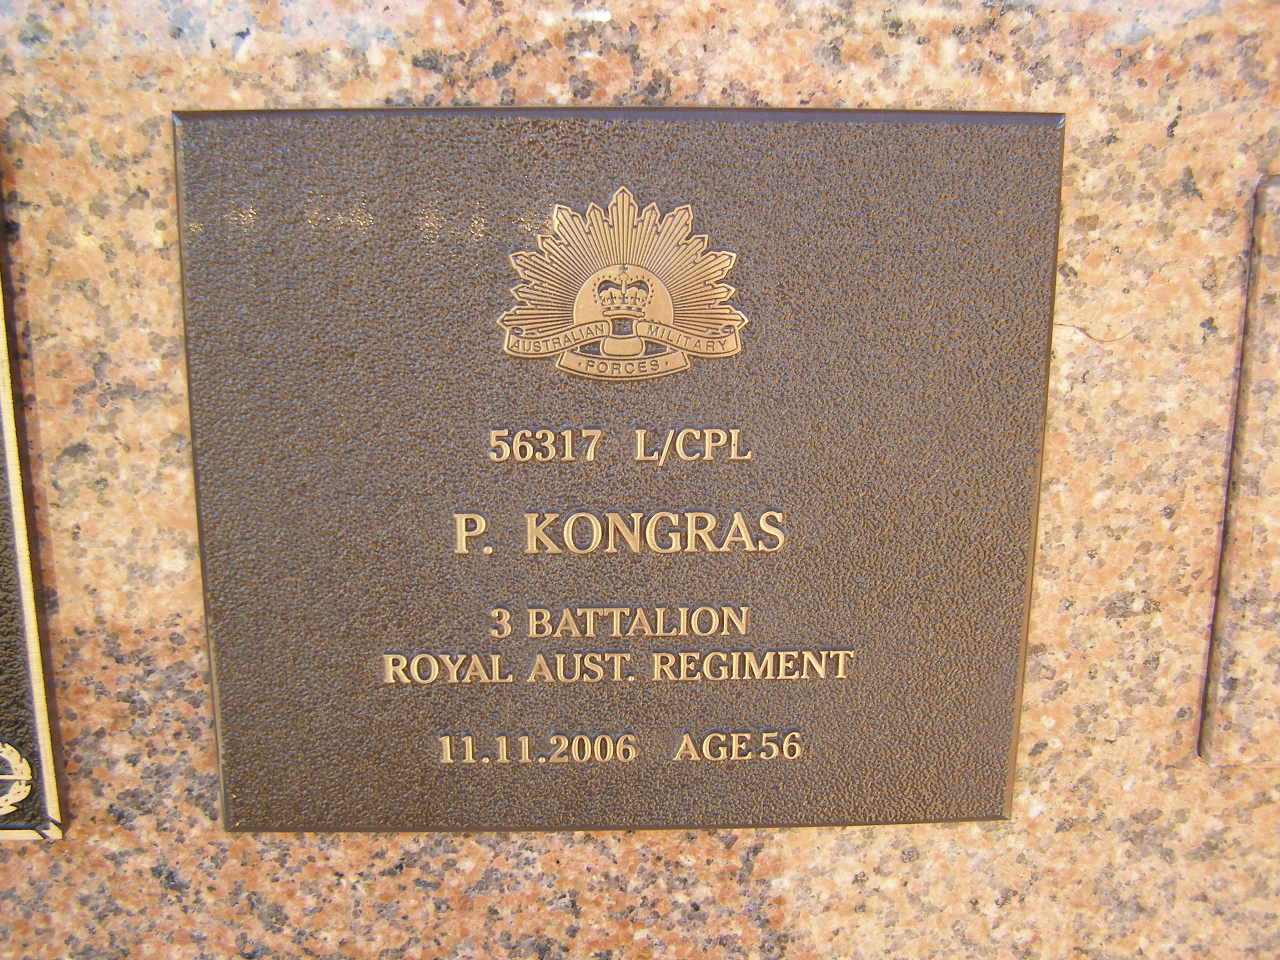 AUSTRALIAN MILITARY
FORCES
56317 L/CPL
P. KONGRAS
3 BATTALION
ROYAL AUST. REGIMENT
11.11.2006 AGE 56